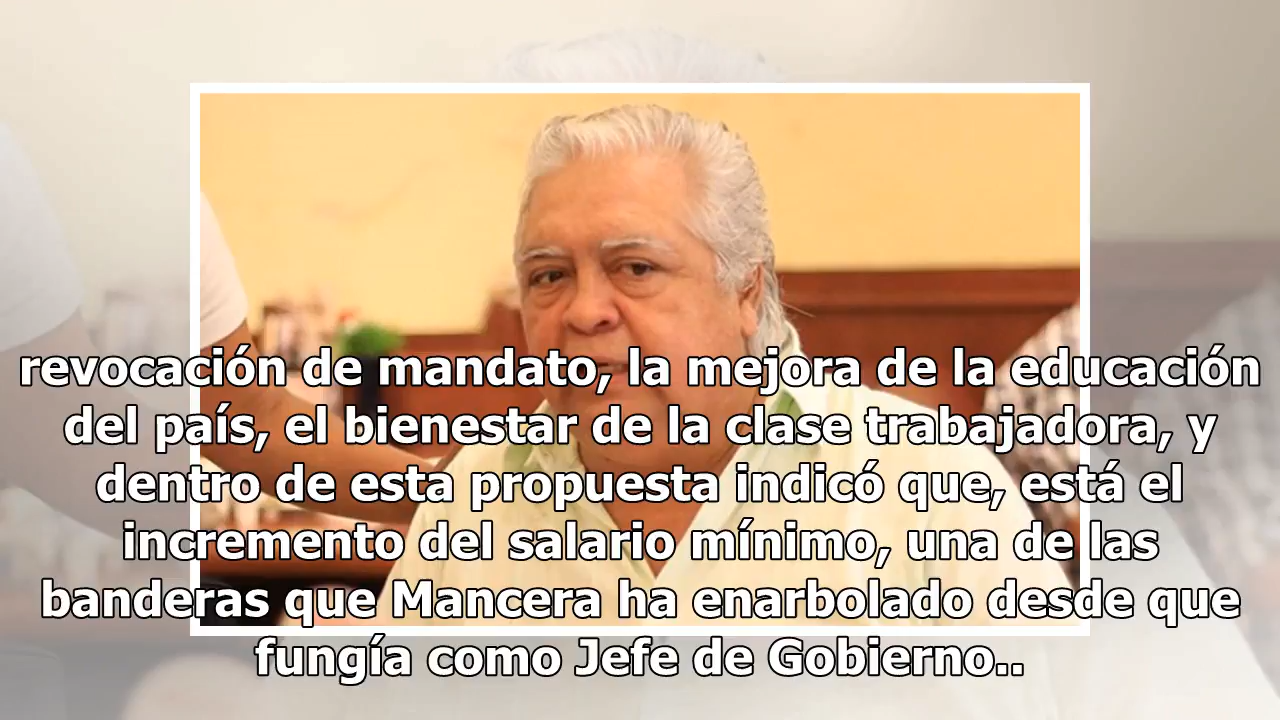 revocación de mandato, la mejora de la educación
del país, el bienestar de la clase trabajadora, y
dentro de esta propuesta indicó que, está el
incremento del salario mínimo, una de las
banderas que Mancera ha enarbolado desde que
fungía como Jefe de Gobierno..